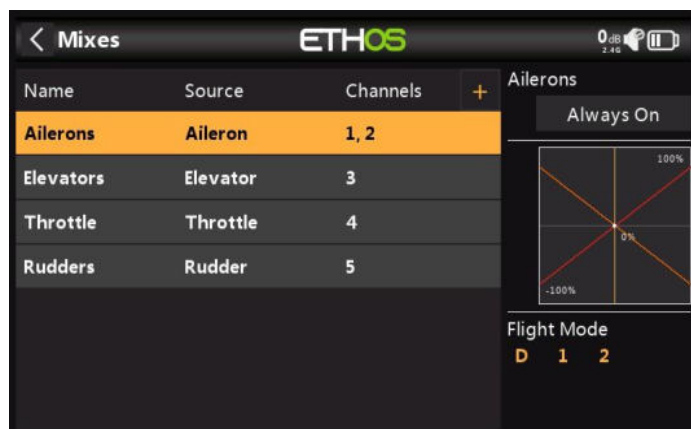 Mixes ETHOS 0dB 2.4G
Name Source Channels +
Ailerons Aileron 1, 2
Elevators Elevator 3
Throttle Throttle 4
Rudders Rudder 5
Ailerons
Always On
100%
0%
-100%
Flight Mode
D 1 2